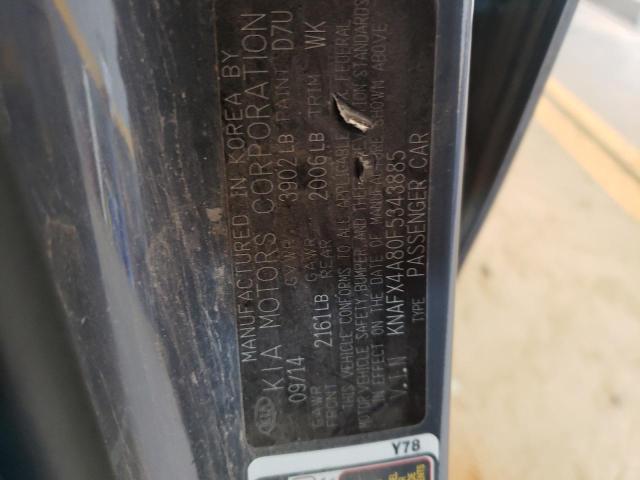 MANUFACTURED IN KOREA BY
KIA KIA MOTORS CORPORATION
09/14 GVWR 3902LB PAINT D7U
GAWR FRONT 2161LB GAWR REAR 2006LB TRIM WK
THIS VEHICLE CONFORMS TO ALL APPLICABLE FEDERAL
MOTOR VEHICLE SAFETY, BUMPER AND STANDARDS
IN EFFECT ON THE DATE OF MANUFACTURE SHOWN ABOVE
V.I.N KNAFX4A80F5343885
TYPE PASSENGER CAR
Y78